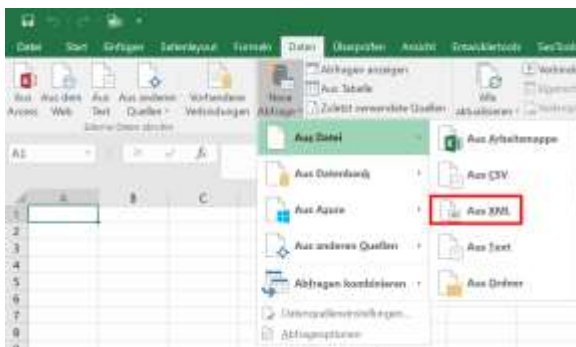 Datei Start Einfügen Seitenlayout Formeln Daten Überprüfen Ansicht Entwicklertools
Aus Access
Aus dem Web
Aus Text
Aus anderen Quellen
Vorhandene Verbindungen
Neue Abfrage
Abfragen anzeigen
Aus Tabelle
Zuletzt verwendete Quellen
Alle aktualisieren
Externe Daten abrufen
A1
fx
A B C
1
2
3
4
5
6
7
8
Aus Datei
Aus Datenbank
Aus Azure
Aus anderen Quellen
Abfragen kombinieren
Datenquelleneinstellungen...
Abfrageoptionen
Aus Arbeitsmappe
Aus CSV
Aus XML
Aus Text
Aus Ordner